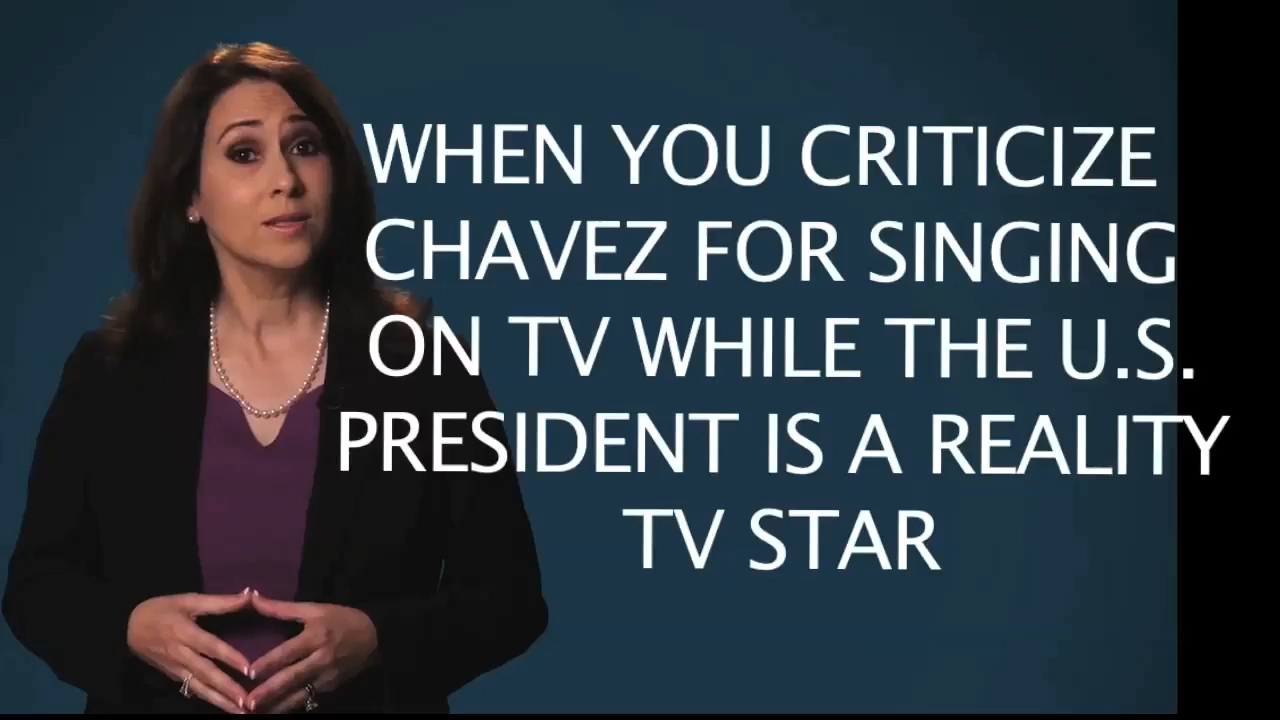 WHEN YOU CRITICIZE
CHAVEZ FOR SINGING
ON TV WHILE THE U.S.
PRESIDENT IS A REALITY
TV STAR